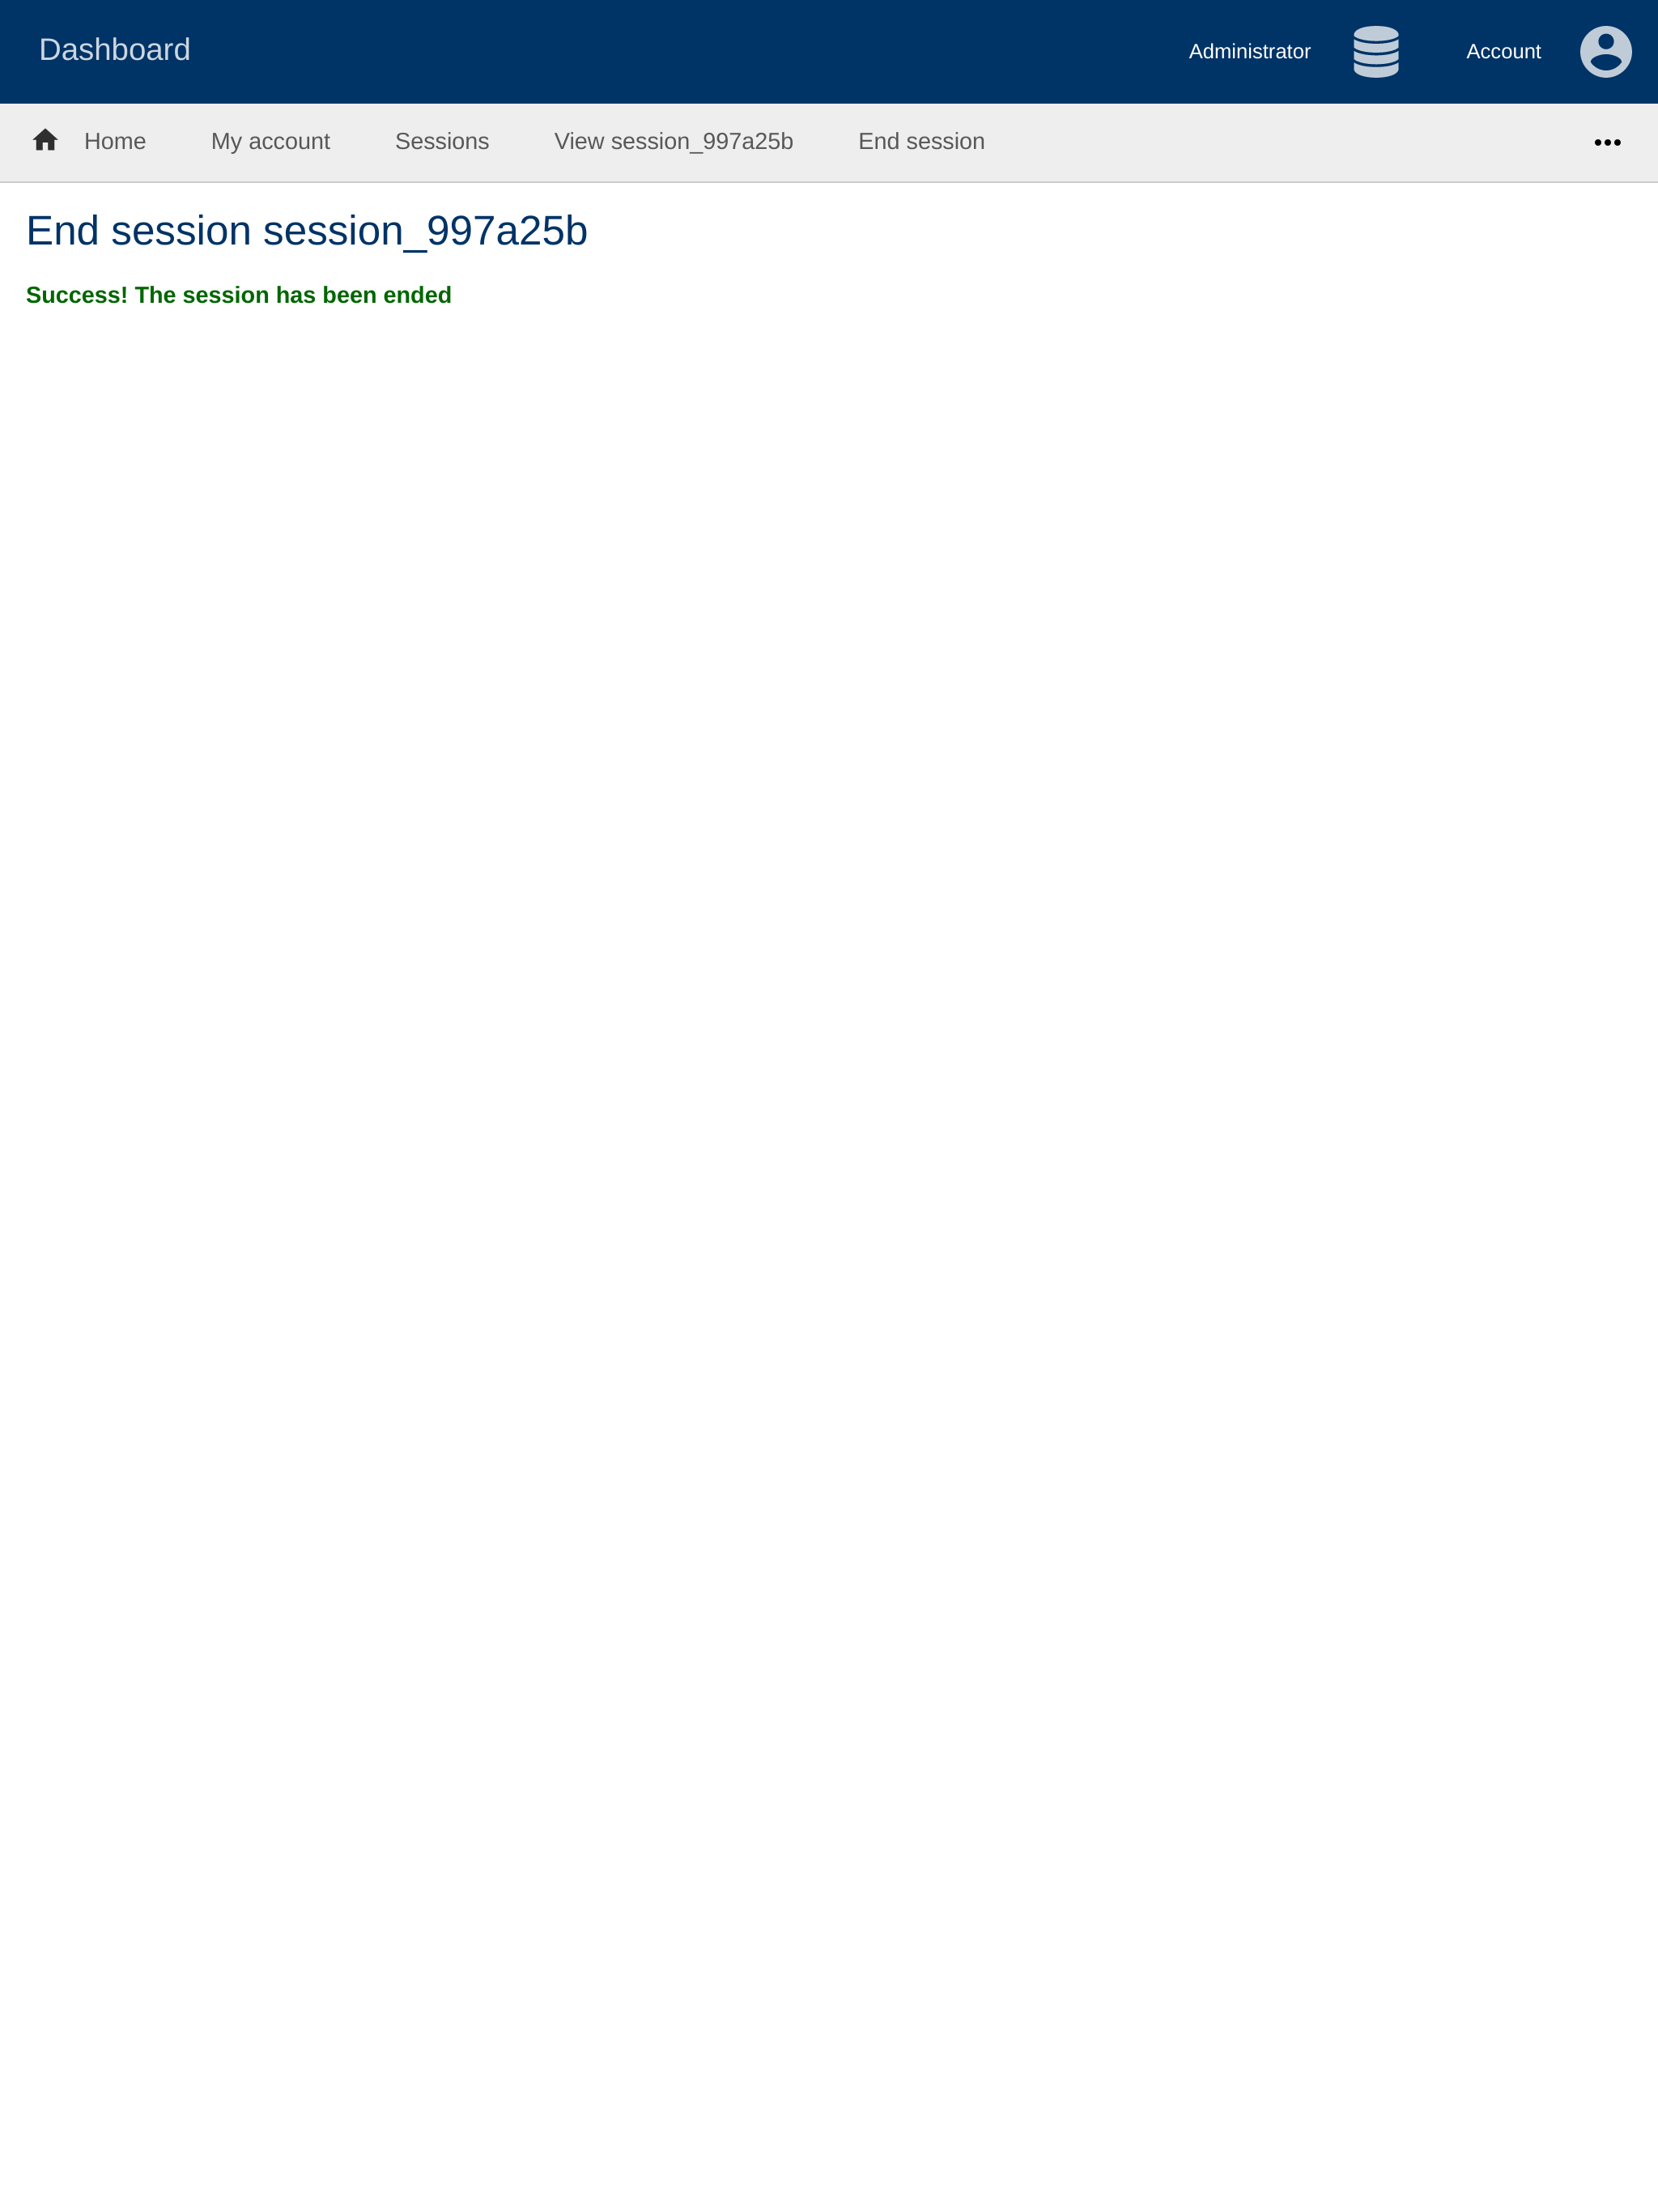 Dashboard
Administrator
Account
Home
My account
Sessions
View session_997a25b
End session
End session session_997a25b
Success! The session has been ended